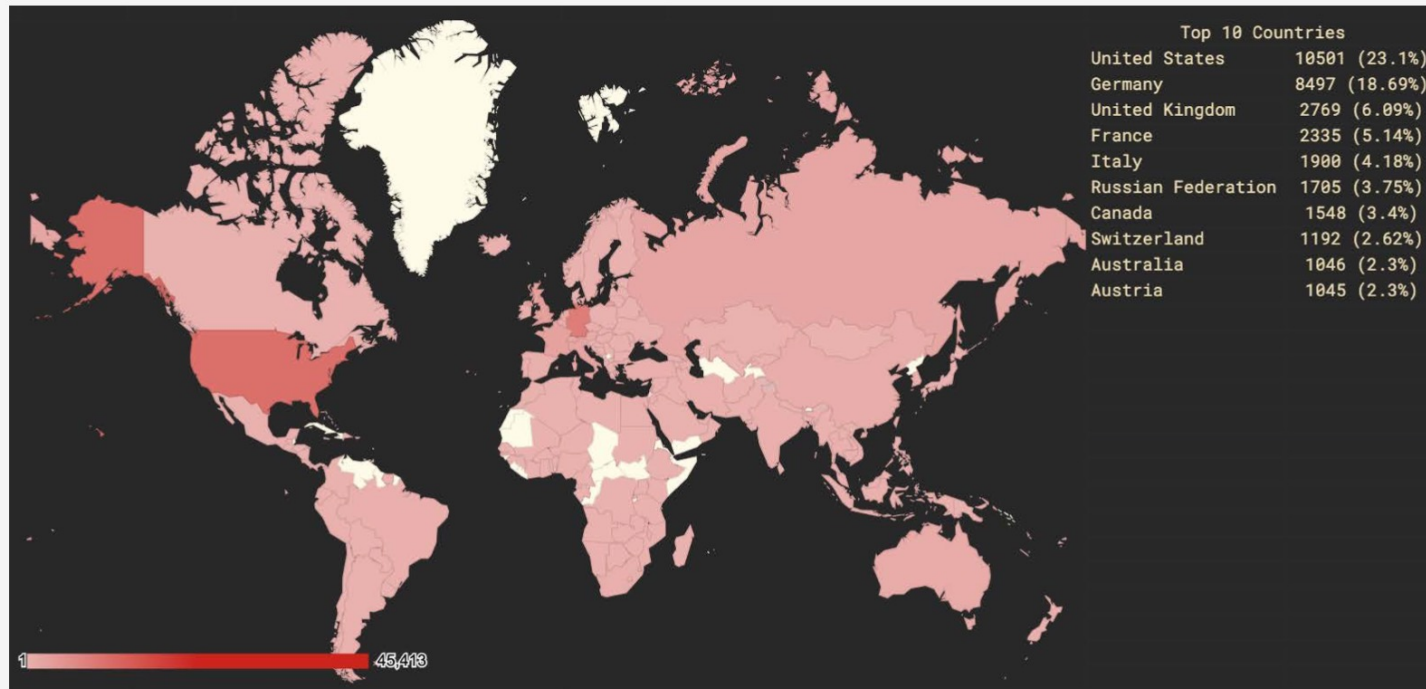 Top 10 Countries
United States 10501 (23.1%)
Germany 8497 (18.69%)
United Kingdom 2769 (6.09%)
France 2335 (5.14%)
Italy 1900 (4.18%)
Russian Federation 1705 (3.75%)
Canada 1548 (3.4%)
Switzerland 1192 (2.62%)
Australia 1046 (2.3%)
Austria 1045 (2.3%)
1 45,413